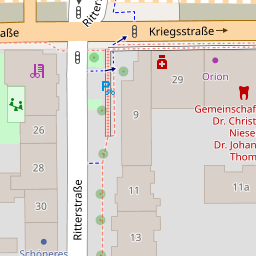 Ritterst
aße
Kriegsstraße
P
Orion
29
9
Gemeinschaf
Dr. Christ
Niese
Dr. Johan
Thom
26
28
30
11
11a
13
Ritterstraße
Schöneres